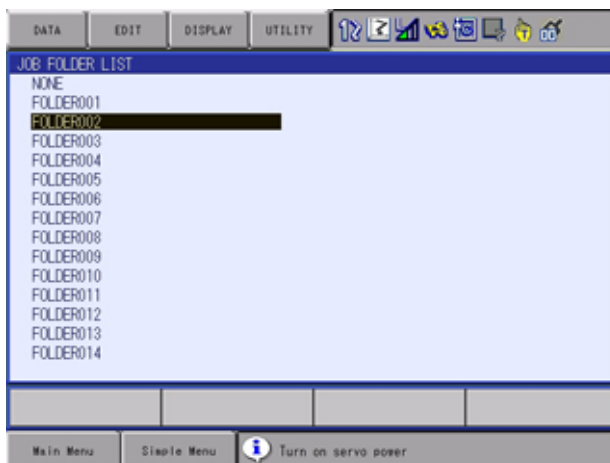 DATA EDIT DISPLAY UTILITY
JOB FOLDER LIST
NONE
FOLDER001
FOLDER002
FOLDER003
FOLDER004
FOLDER005
FOLDER006
FOLDER007
FOLDER008
FOLDER009
FOLDER010
FOLDER011
FOLDER012
FOLDER013
FOLDER014
Main Menu Simple Menu Turn on servo power